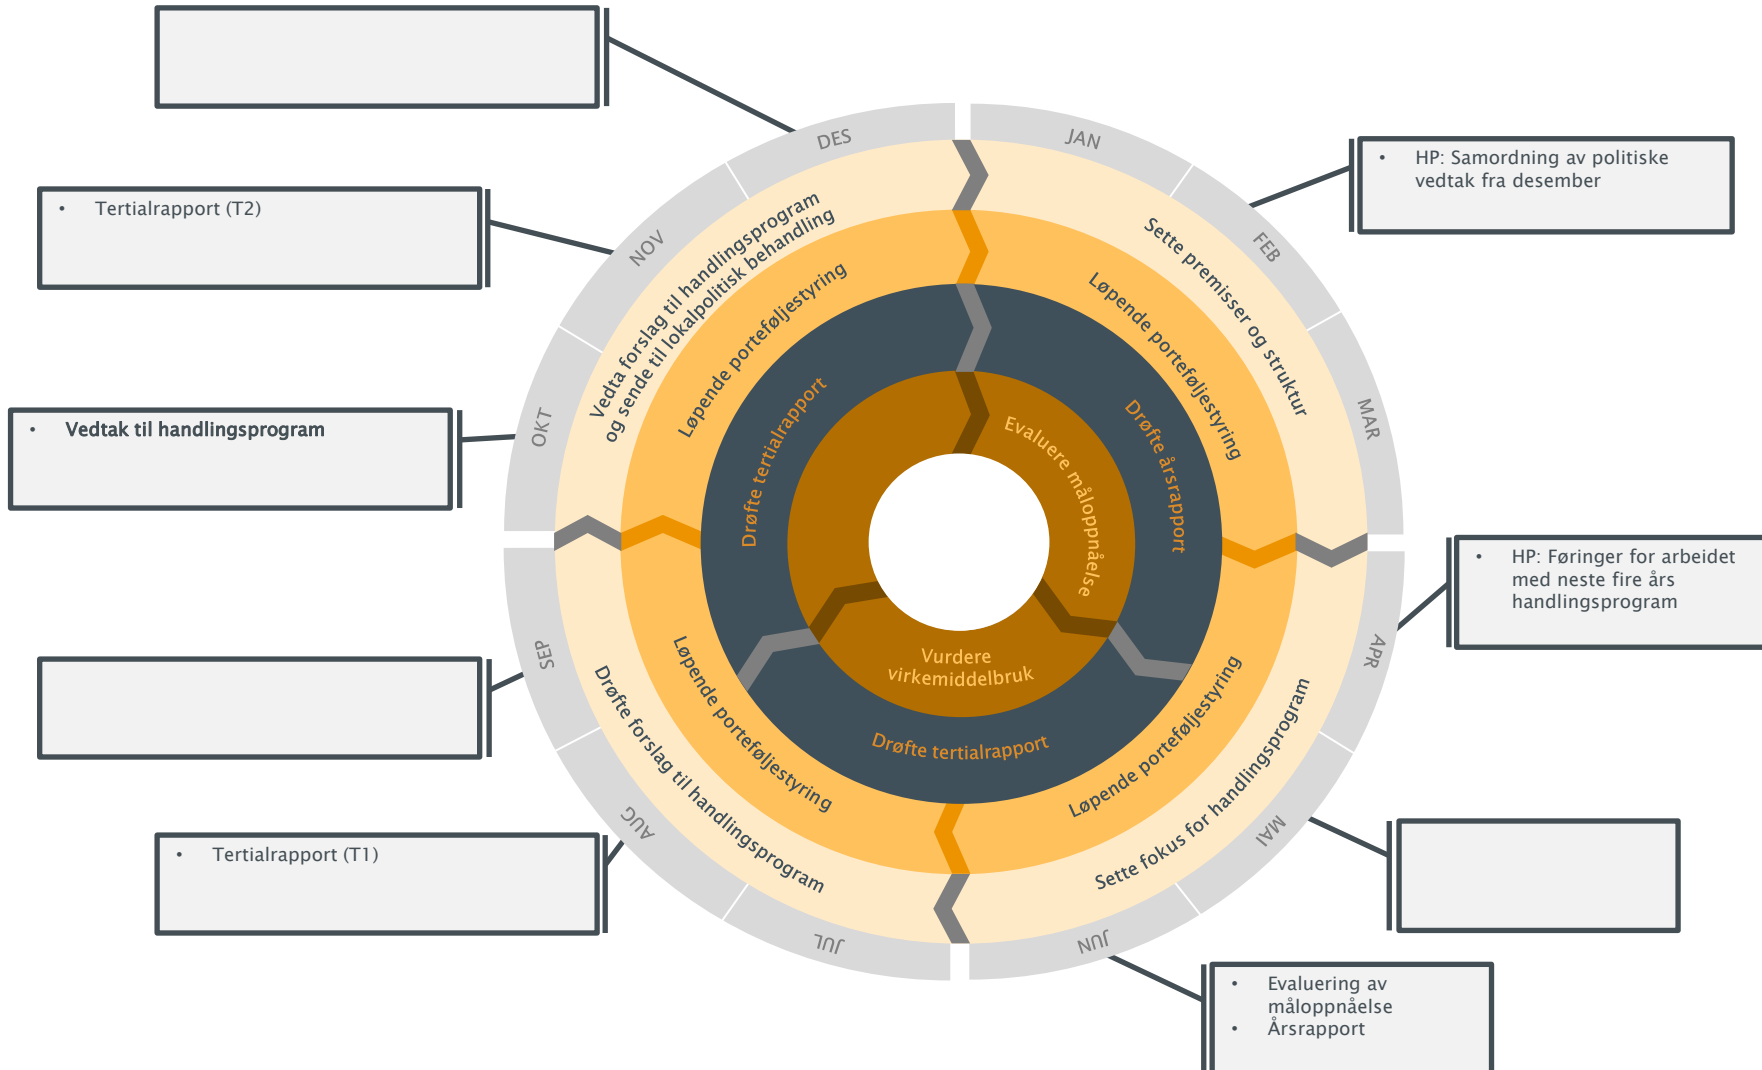 DES
JAN
FEB
MAR
APR
MAI
JUN
JUL
AUG
SEP
OKT
NOV
• HP: Samordning av politiske
vedtak fra desember
• HP: Føringer for arbeidet
med neste fire års
handlingsprogram
• Evaluering av
måloppnåelse
• Årsrapport
• Tertialrapport (T1)
• Vedtak til handlingsprogram
• Tertialrapport (T2)
Sette premisser og struktur
Sette fokus for handlingsprogram
Drøfte forslag til handlingsprogram
Vedta forslag til handlingsprogram
og sende til lokalpolitisk behandling
Løpende porteføljestyring
Løpende porteføljestyring
Løpende porteføljestyring
Løpende porteføljestyring
Drøfte årsrapport
Drøfte tertialrapport
Drøfte tertialrapport
Evaluere måloppnåelse
Vurdere
virkemiddelbruk